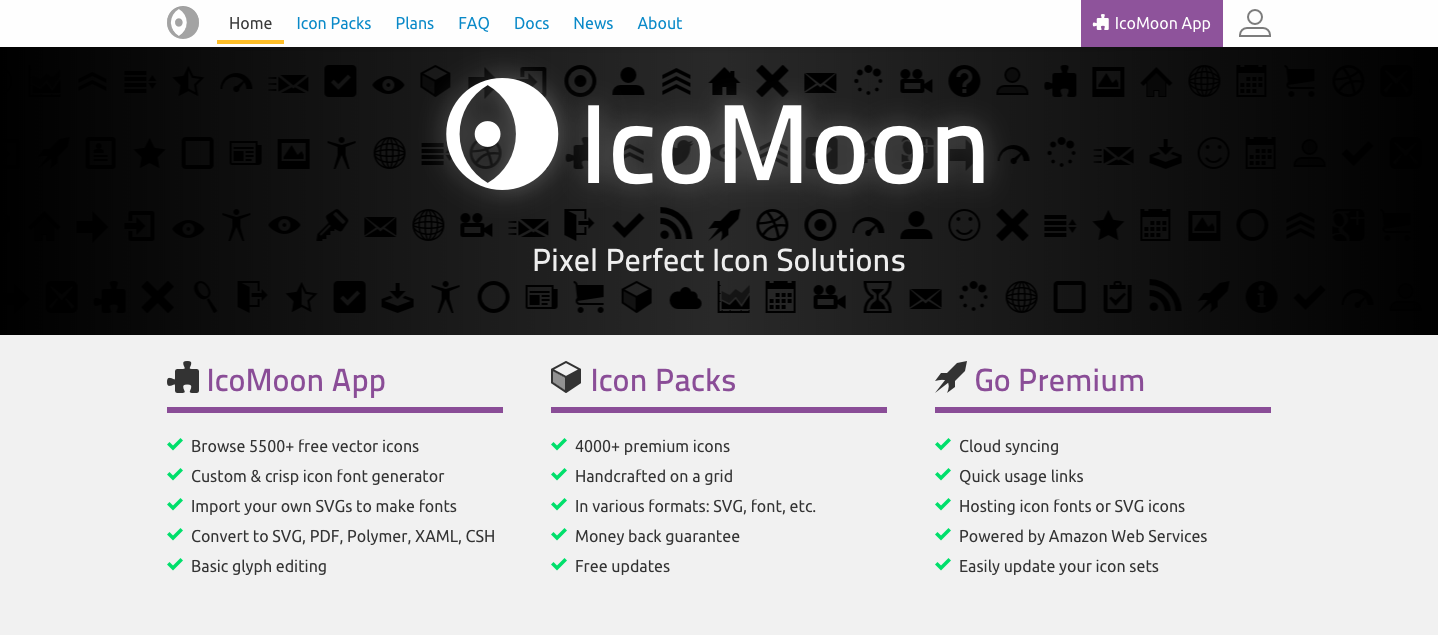 Home Icon Packs Plans FAQ Docs News About IcoMoon App
IcoMoon
Pixel Perfect Icon Solutions
IcoMoon App
Browse 5500+ free vector icons
Custom & crisp icon font generator
Import your own SVGs to make fonts
Convert to SVG, PDF, Polymer, XAML, CSH
Basic glyph editing
Icon Packs
4000+ premium icons
Handcrafted on a grid
In various formats: SVG, font, etc.
Money back guarantee
Free updates
Go Premium
Cloud syncing
Quick usage links
Hosting icon fonts or SVG icons
Powered by Amazon Web Services
Easily update your icon sets